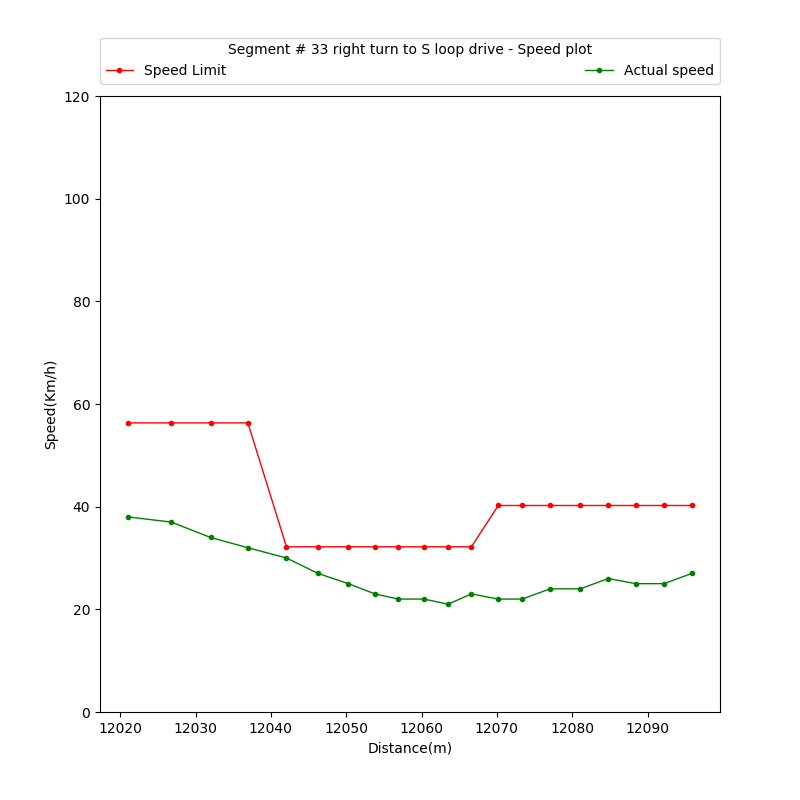 Segment # 33 right turn to S loop drive - Speed plot
Speed Limit Actual speed
120
100
80
60
40
20
0
Speed(Km/h)
12020 12030 12040 12050 12060 12070 12080 12090
Distance(m)